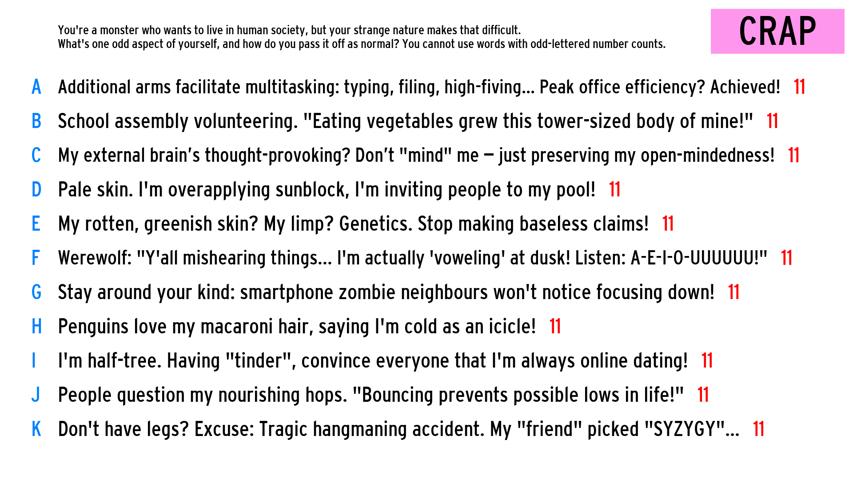 You're a monster who wants to live in human society, but your strange nature makes that difficult.
What's one odd aspect of yourself, and how do you pass it off as normal? You cannot use words with odd-lettered number counts.
CRAP
A Additional arms facilitate multitasking: typing, filing, high-fiving... Peak office efficiency? Achieved! 11
B School assembly volunteering. "Eating vegetables grew this tower-sized body of mine!" 11
C My external brain's thought-provoking? Don't "mind" me – just preserving my open-mindedness! 11
D Pale skin. I'm overapplying sunblock, I'm inviting people to my pool! 11
E My rotten, greenish skin? My limp? Genetics. Stop making baseless claims! 11
F Werewolf: "Y'all mishearing things... I'm actually 'voweling' at dusk! Listen: A-E-I-O-UUUUUU!" 11
G Stay around your kind: smartphone zombie neighbours won't notice focusing down! 11
H Penguins love my macaroni hair, saying I'm cold as an icicle! 11
I I'm half-tree. Having "tinder", convince everyone that I'm always online dating! 11
J People question my nourishing hops. "Bouncing prevents possible lows in life!" 11
K Don't have legs? Excuse: Tragic hangmaning accident. My "friend" picked "SYZYGY"... 11